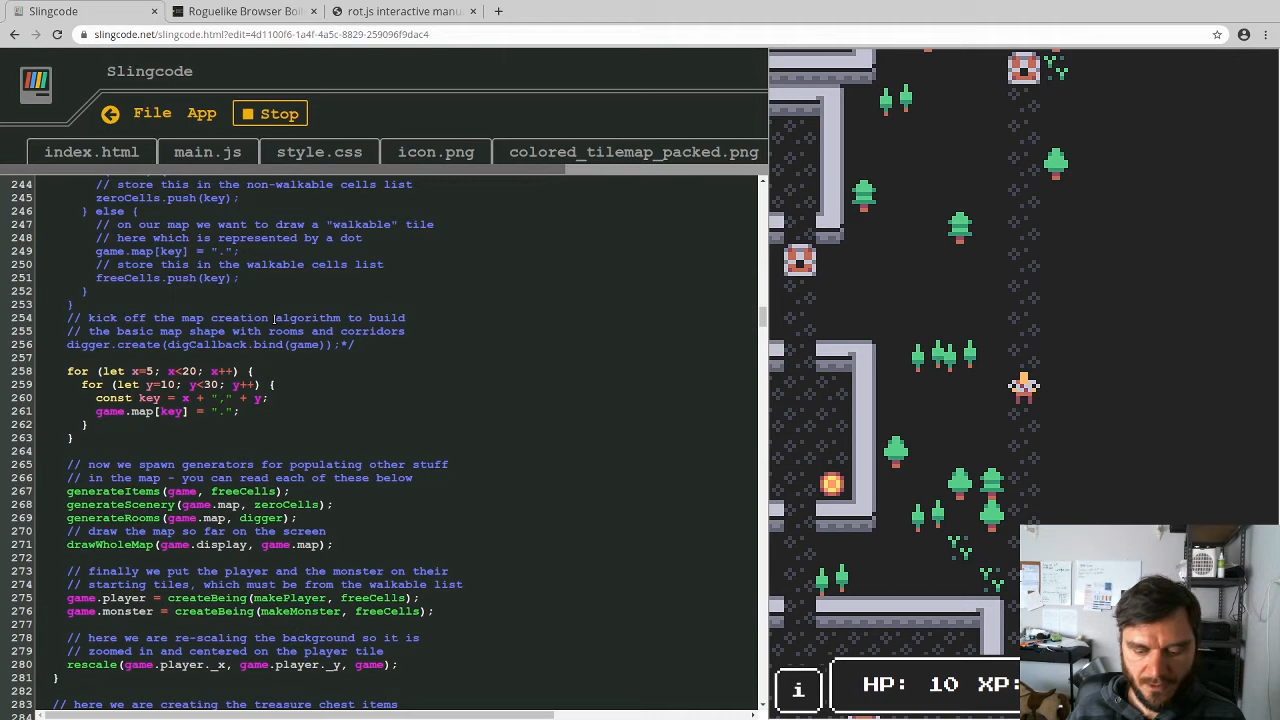 Slingcode
Roguelike Browser Boi
rot.js interactive manu
slingcode.net/slingcode.html?edit=4d1100f6-1a4f-4a5c-8829-259096f9dac4
Slingcode
File App Stop
index.html main.js style.css icon.png colored_tilemap_packed.png
244 // store this in the non-walkable cells list
245 zeroCells.push(key);
246 } else {
247 // on our map we want to draw a "walkable" tile
248 // here which is represented by a dot
249 game.map[key] = ".";
250 // store this in the walkable cells list
251 freeCells.push(key);
252 }
253 }
254 // kick off the map creation algorithm to build
255 // the basic map shape with rooms and corridors
256 digger.create(digCallback.bind(game));*/
257
258 for (let x=5; x<20; x++) {
259 for (let y=10; y<30; y++) {
260 const key = x + "," + y;
261 game.map[key] = ".";
262 }
263 }
264
265 // now we spawn generators for populating other stuff
266 // in the map - you can read each of these below
267 generateItems(game, freeCells);
268 generateScenery(game.map, zeroCells);
269 generateRooms(game.map, digger);
270 // draw the map so far on the screen
271 drawWholeMap(game.display, game.map);
272
273 // finally we put the player and the monster on their
274 // starting tiles, which must be from the walkable list
275 game.player = createBeing(makePlayer, freeCells);
276 game.monster = createBeing(makeMonster, freeCells);
277
278 // here we are re-scaling the background so it is
279 // zoomed in and centered on the player tile
280 rescale(game.player._x, game.player._y, game);
281 }
282
283 // here we are creating the treasure chest items
284
i HP: 10 XP: